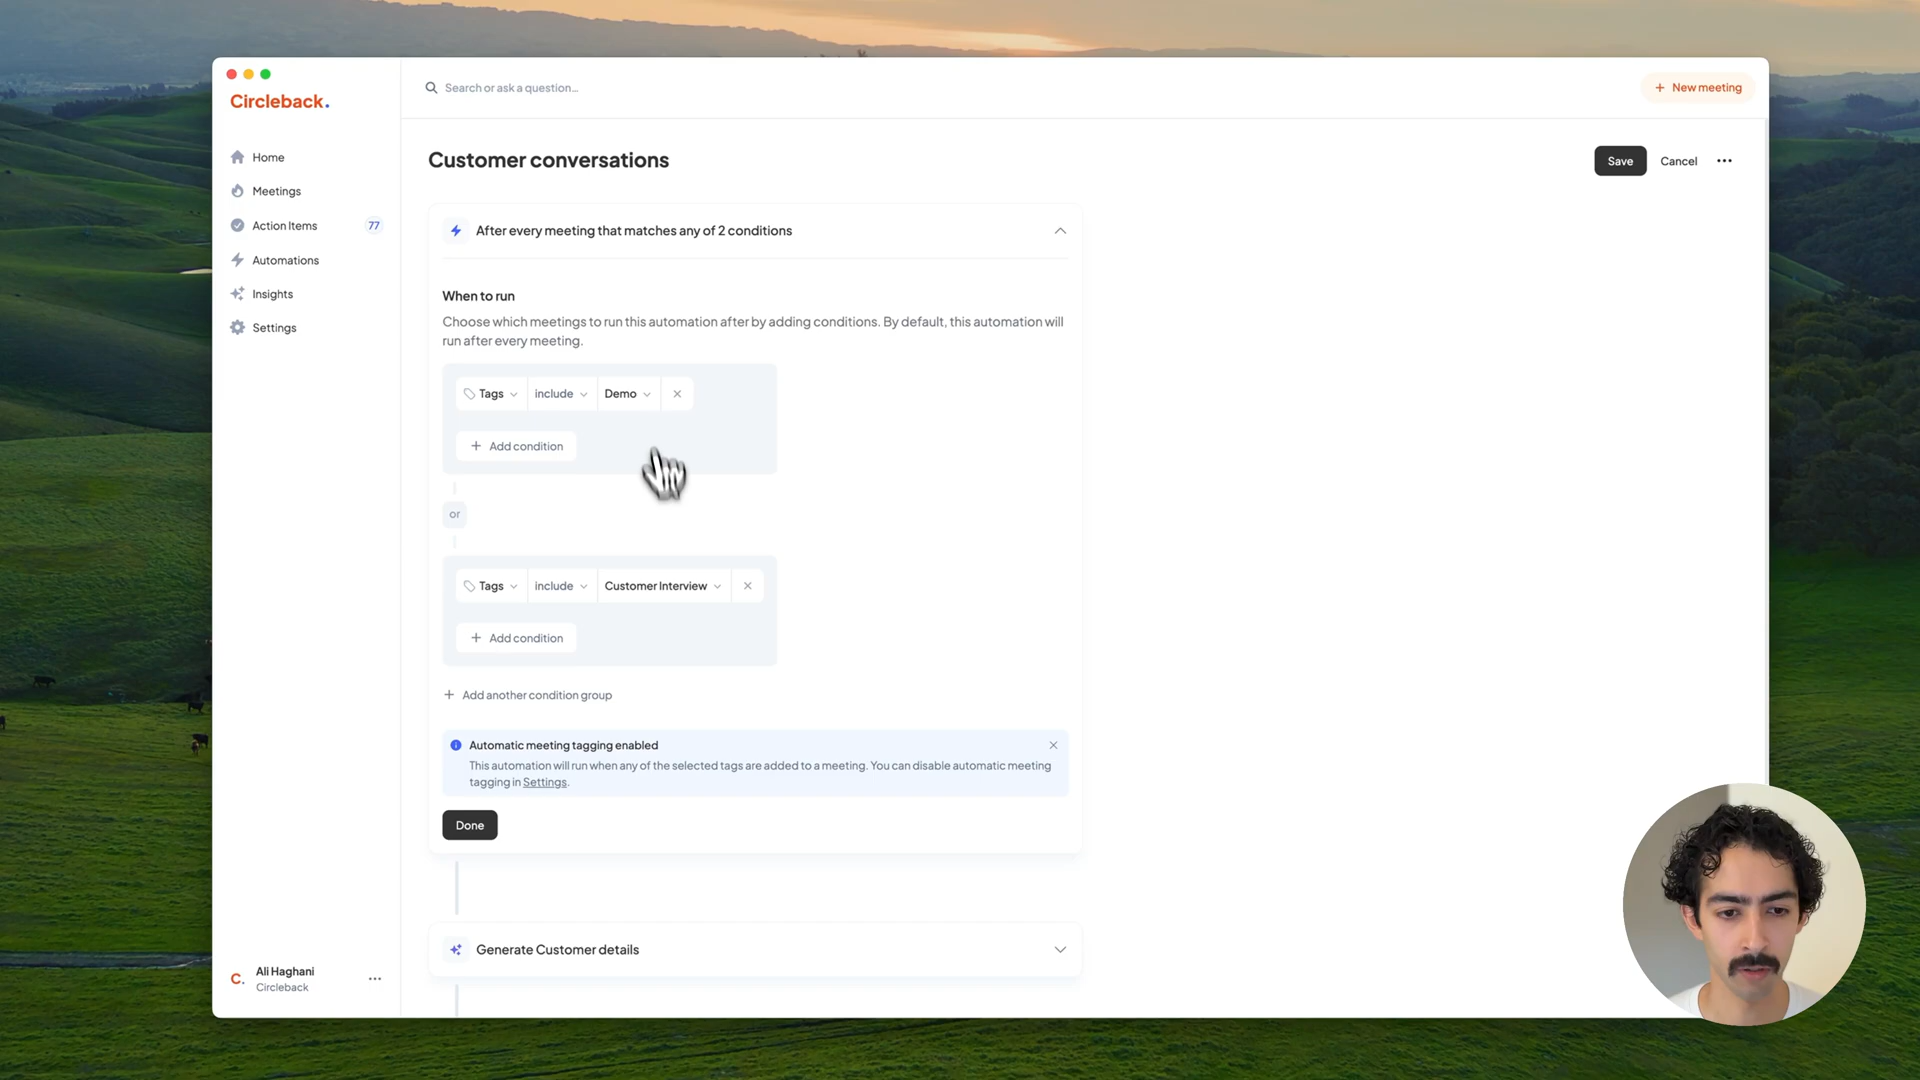 Circleback.
Search or ask a question...
+ New meeting
Home
Meetings
Action Items 77
Automations
Insights
Settings
Customer conversations
Save Cancel
After every meeting that matches any of 2 conditions
When to run
Choose which meetings to run this automation after by adding conditions. By default, this automation will
run after every meeting.
Tags include Demo
+ Add condition
or
Tags include Customer Interview
+ Add condition
+ Add another condition group
Automatic meeting tagging enabled
This automation will run when any of the selected tags are added to a meeting. You can disable automatic meeting
tagging in Settings.
Done
Generate Customer details
C.
Ali Haghani
Circleback